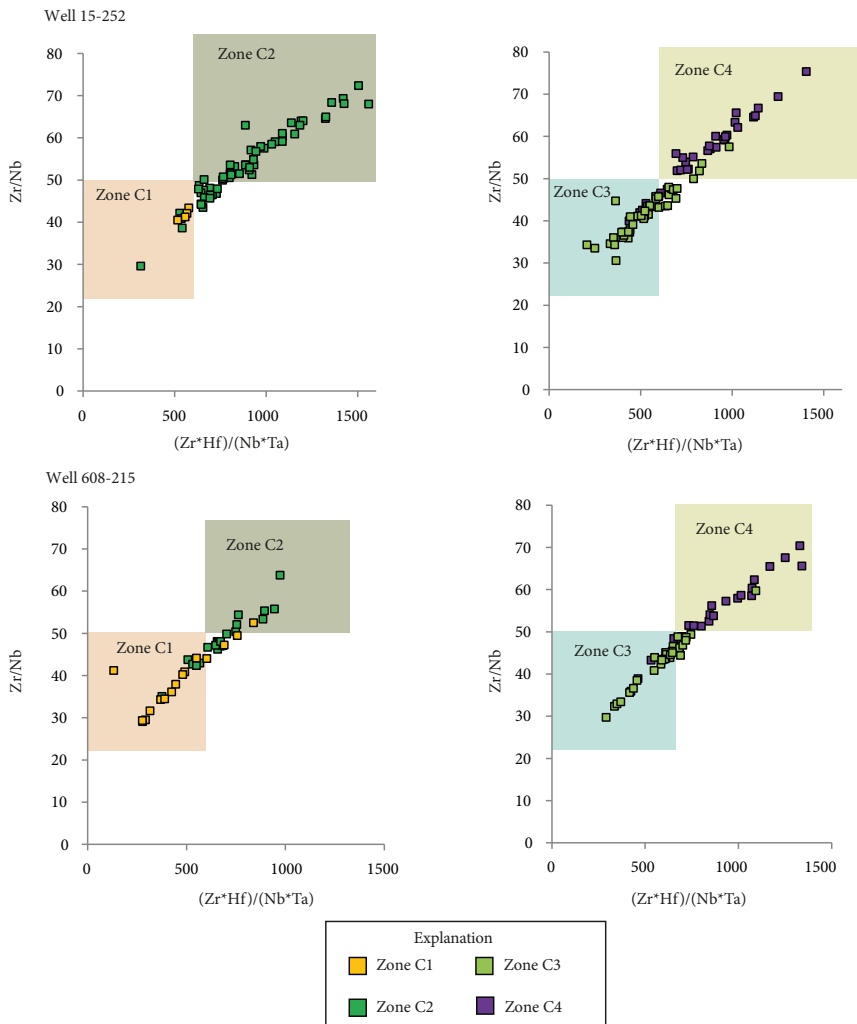 Well 15-252
Zone C2
Zone C1
Zr/Nb
80
70
60
50
40
30
20
10
0
0 500 1000 1500
(Zr*Hf)/(Nb*Ta)
Zone C4
Zone C3
Zr/Nb
80
70
60
50
40
30
20
10
0
0 500 1000 1500
(Zr*Hf)/(Nb*Ta)
Well 608-215
Zone C2
Zone C1
Zr/Nb
80
70
60
50
40
30
20
10
0
0 500 1000 1500
(Zr*Hf)/(Nb*Ta)
Zone C4
Zone C3
Zr/Nb
80
70
60
50
40
30
20
10
0
0 500 1000 1500
(Zr*Hf)/(Nb*Ta)
Explanation
Zone C1 Zone C3
Zone C2 Zone C4